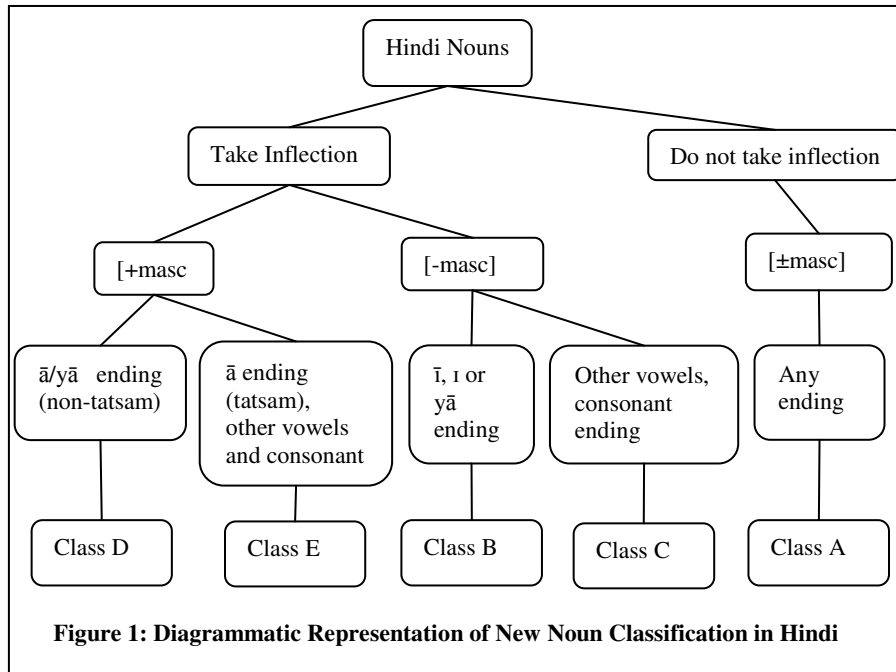 Hindi Nouns
Take Inflection
Do not take inflection
[+masc
[-masc]
[±masc]
ā/yā ending
(non-tatsam)
ā ending
(tatsam),
other vowels
and consonant
ī, ɪ or
yā
ending
Other vowels,
consonant
ending
Any
ending
Class D
Class E
Class B
Class C
Class A
Figure 1: Diagrammatic Representation of New Noun Classification in Hindi